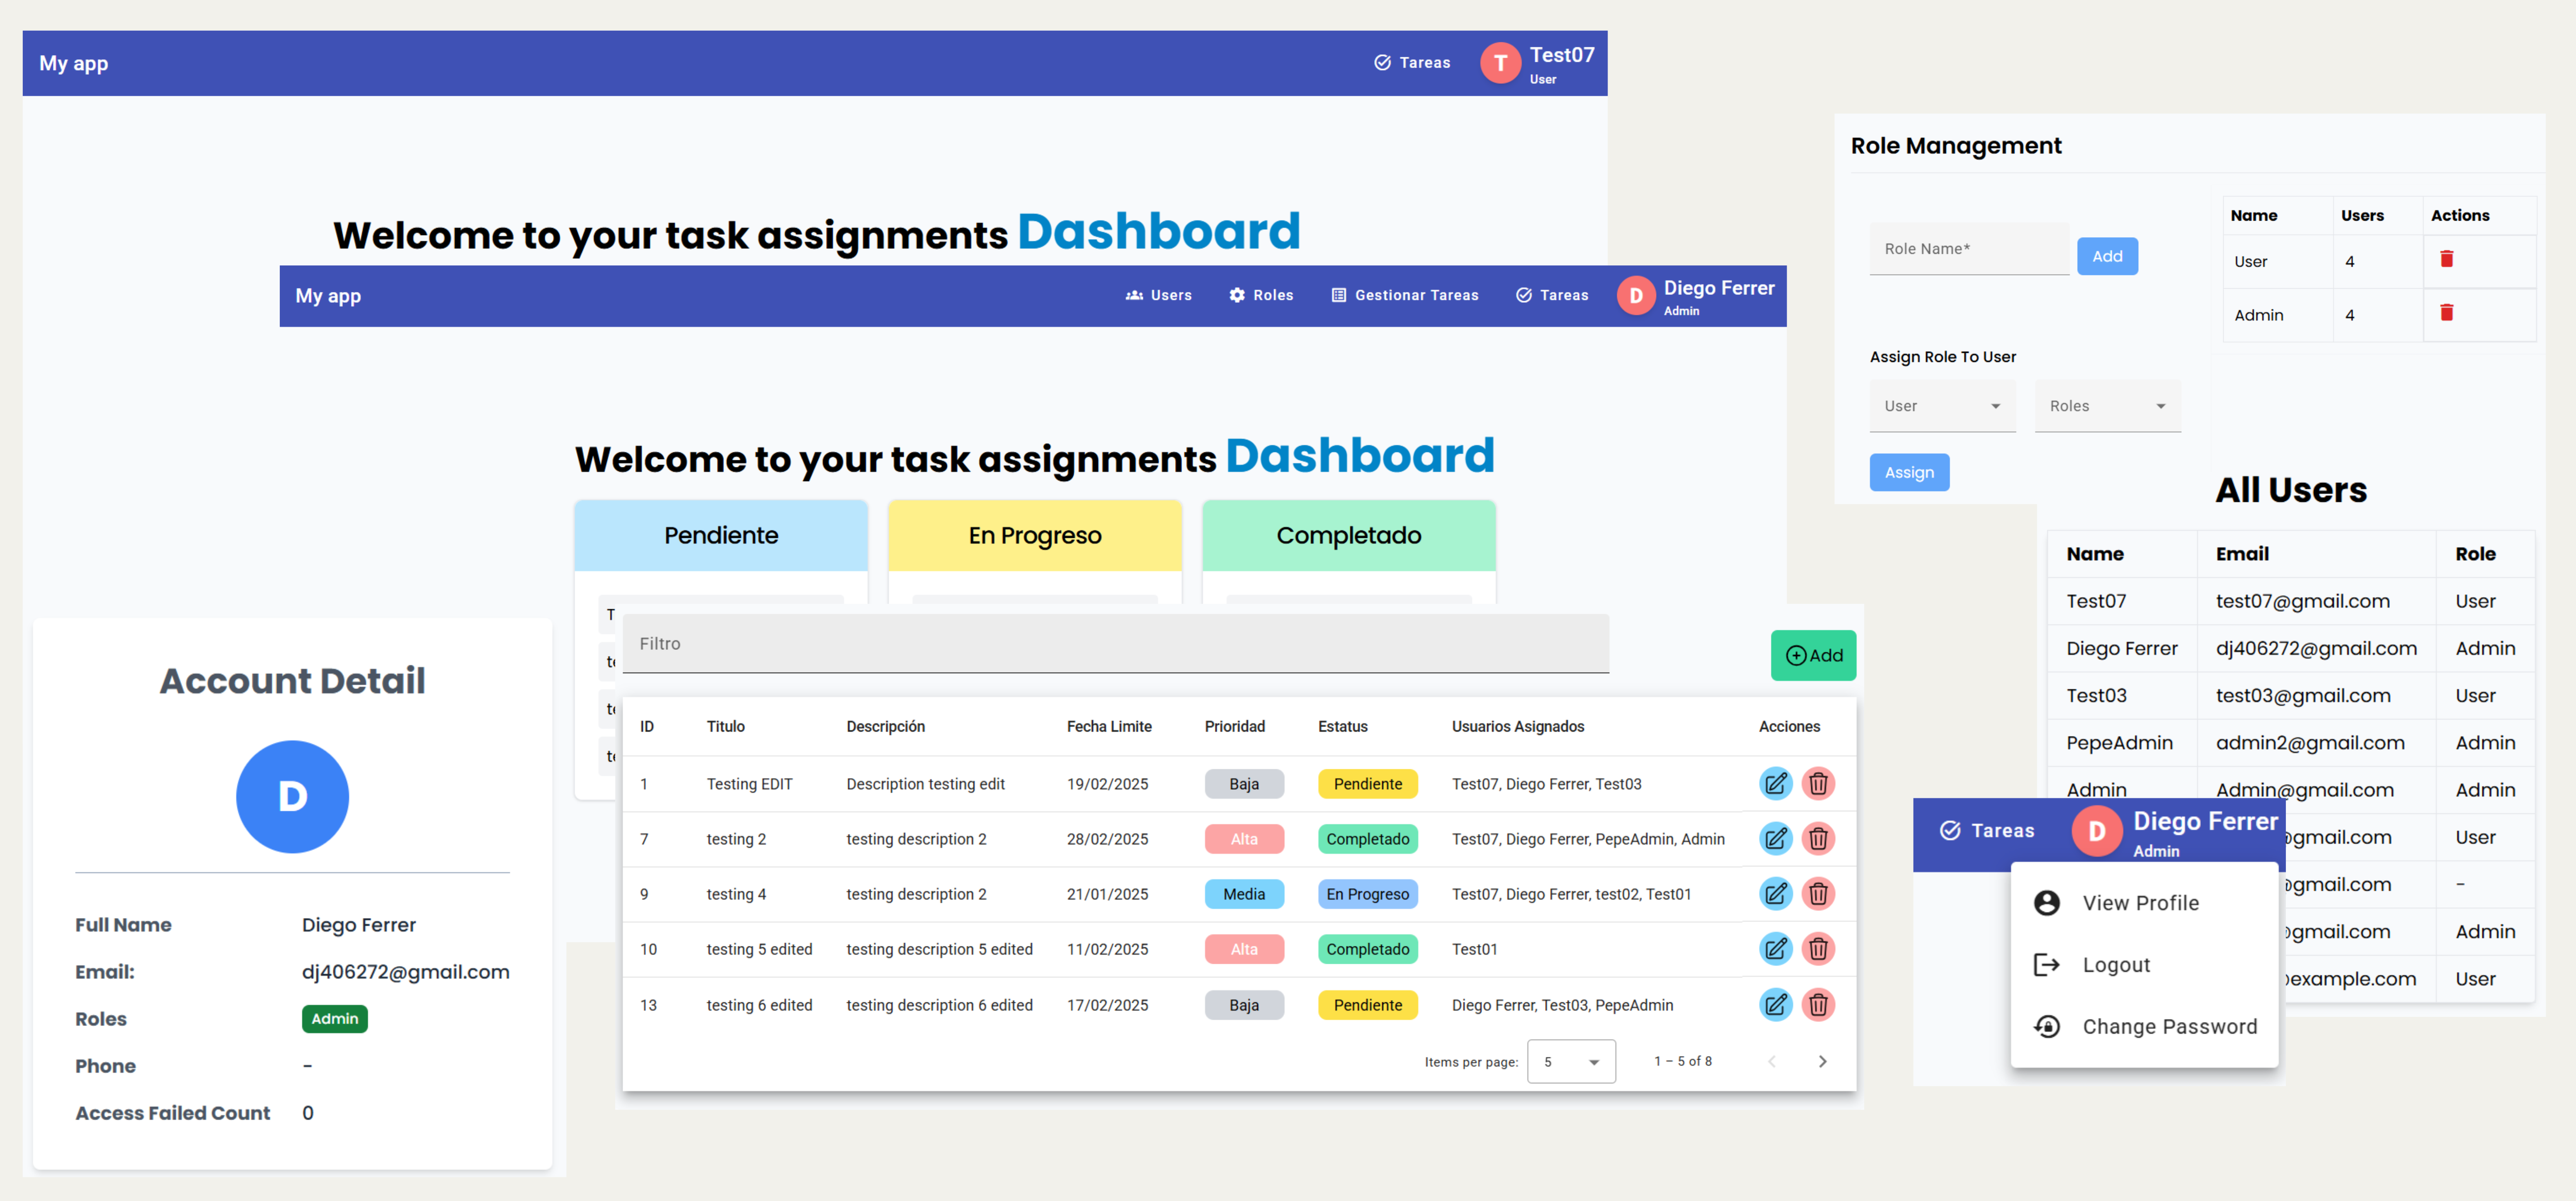 My app
Tareas
T
Test07
User
Welcome to your task assignments Dashboard
My app
Users
Roles
Gestionar Tareas
Tareas
D
Diego Ferrer
Admin
Welcome to your task assignments Dashboard
Pendiente
En Progreso
Completado
Filtro
Add
ID Titulo Descripción Fecha Limite Prioridad Estatus Usuarios Asignados Acciones
1 Testing EDIT Description testing edit 19/02/2025 Baja Pendiente Test07, Diego Ferrer, Test03
7 testing 2 testing description 2 28/02/2025 Alta Completado Test07, Diego Ferrer, PepeAdmin, Admin
9 testing 4 testing description 2 21/01/2025 Media En Progreso Test07, Diego Ferrer, test02, Test01
10 testing 5 edited testing description 5 edited 11/02/2025 Alta Completado Test01
13 testing 6 edited testing description 6 edited 17/02/2025 Baja Pendiente Diego Ferrer, Test03, PepeAdmin
Items per page: 5 1 – 5 of 8
Account Detail
D
Full Name Diego Ferrer
Email: dj406272@gmail.com
Roles Admin
Phone -
Access Failed Count 0
Role Management
Role Name*
Add
Name Users Actions
User 4
Admin 4
Assign Role To User
User
Roles
Assign
All Users
Name Email Role
Test07 test07@gmail.com User
Diego Ferrer dj406272@gmail.com Admin
Test03 test03@gmail.com User
PepeAdmin admin2@gmail.com Admin
Admin Admin@gmail.com Admin
@gmail.com User
@gmail.com -
@gmail.com Admin
example.com User
Tareas
D
Diego Ferrer
Admin
View Profile
Logout
Change Password